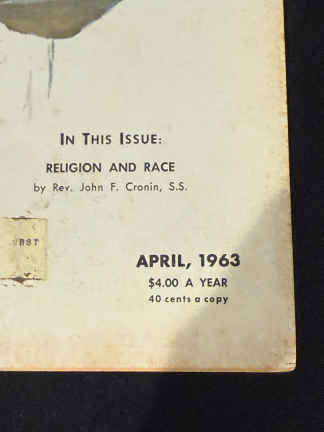 IN THIS ISSUE:
RELIGION AND RACE
by Rev. John F. Cronin, S.S.
APRIL, 1963
$4.00 A YEAR
40 cents a copy